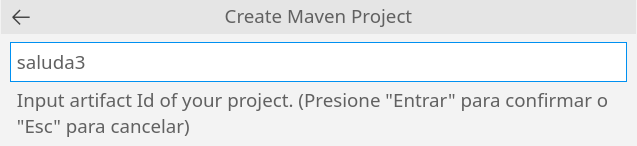 Create Maven Project
saluda3
Input artifact Id of your project. (Presione "Entrar" para confirmar o
"Esc" para cancelar)